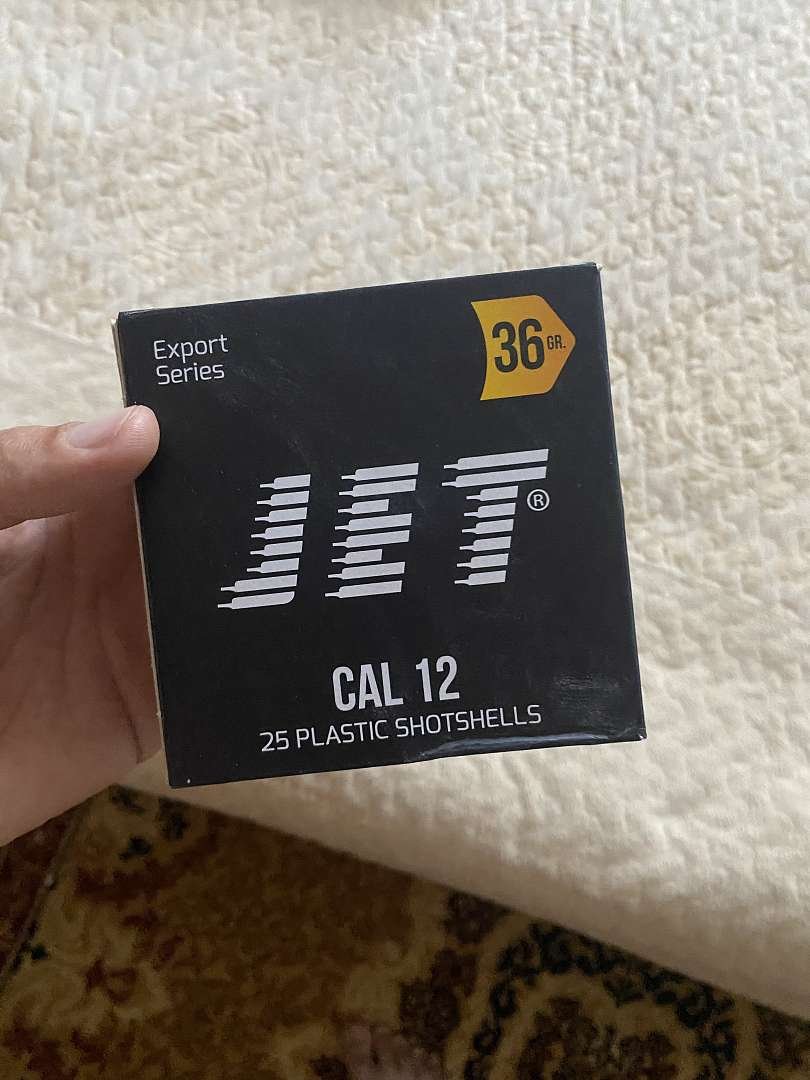 Export
Series
36 GR.
JET®
CAL 12
25 PLASTIC SHOTSHELLS